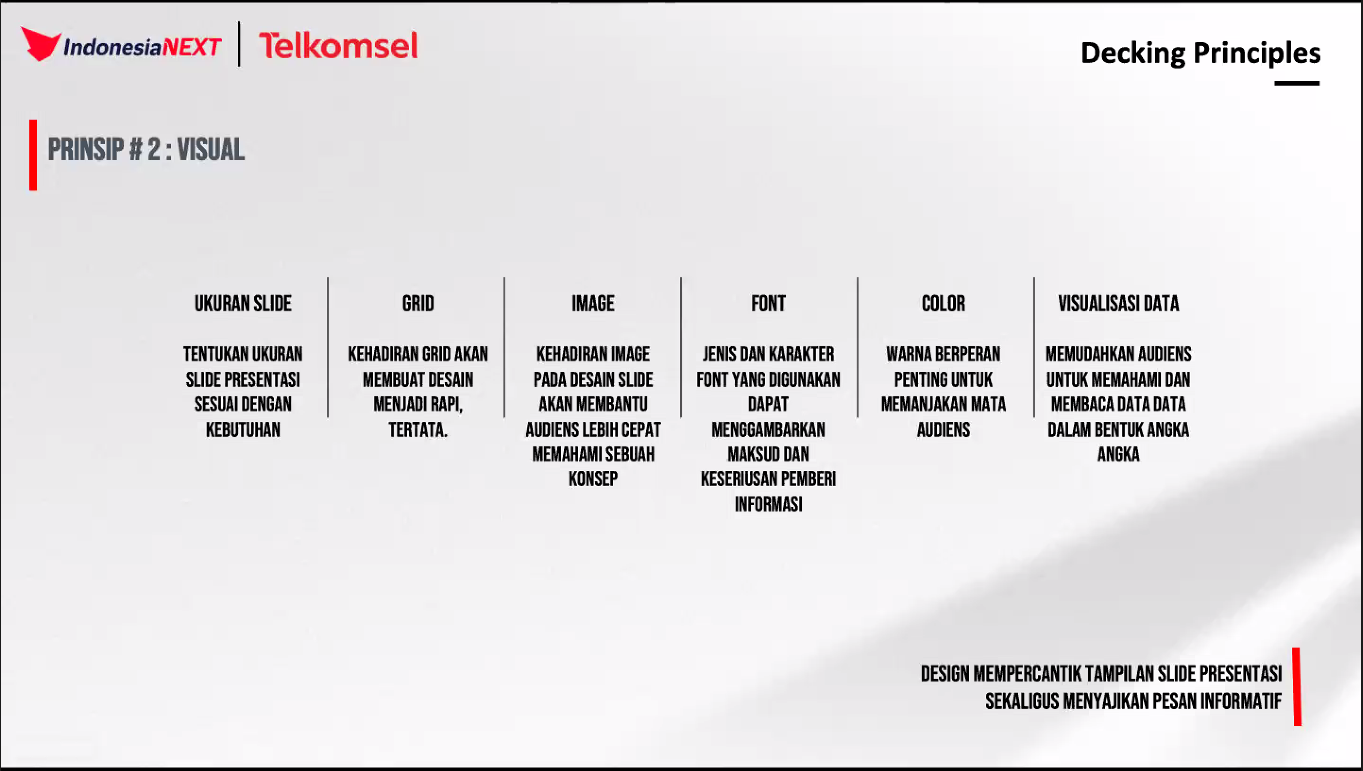 IndonesiaNEXT
Telkomsel
Decking Principles
PRINSIP # 2 : VISUAL
UKURAN SLIDE
TENTUKAN UKURAN
SLIDE PRESENTASI
SESUAI DENGAN
KEBUTUHAN
GRID
KEHADIRAN GRID AKAN
MEMBUAT DESAIN
MENJADI RAPI,
TERTATA.
IMAGE
KEHADIRAN IMAGE
PADA DESAIN SLIDE
AKAN MEMBANTU
AUDIENS LEBIH CEPAT
MEMAHAMI SEBUAH
KONSEP
FONT
JENIS DAN KARAKTER
FONT YANG DIGUNAKAN
DAPAT
MENGGAMBARKAN
MAKSUD DAN
KESERIUSAN PEMBERI
INFORMASI
COLOR
WARNA BERPERAN
PENTING UNTUK
MEMANJAKAN MATA
AUDIENS
VISUALISASI DATA
MEMUDAHKAN AUDIENS
UNTUK MEMAHAMI DAN
MEMBACA DATA DATA
DALAM BENTUK ANGKA
ANGKA
DESIGN MEMPERCANTIK TAMPILAN SLIDE PRESENTASI
SEKALIGUS MENYAJIKAN PESAN INFORMATIF